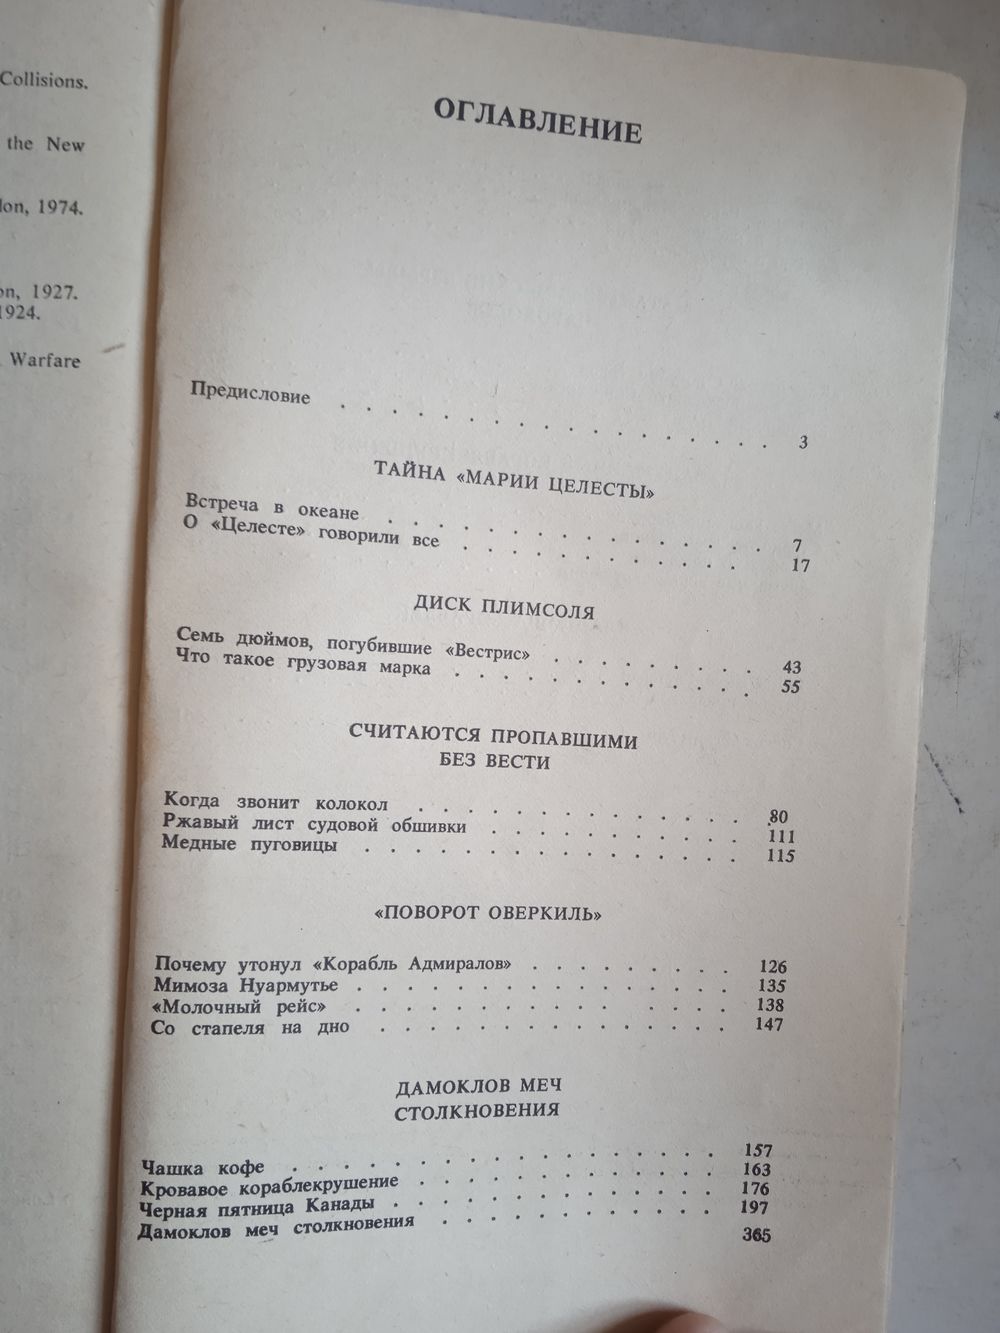 Collisions.
the New
1974.
1927.
1924.
Warfare
ОГЛАВЛЕНИЕ
Предисловие . . . . . . . . . . . . . . . . . . 3
ТАЙНА «МАРИИ ЦЕЛЕСТЫ»
Встреча в океане . . . . . . . . . . . . . . . . 7
О «Целесте» говорили все . . . . . . . . . . . . 17
ДИСК ПЛИМСОЛЯ
Семь дюймов, погубившие «Вестрис» . . . . . . . . 43
Что такое грузовая марка . . . . . . . . . . . . 55
СЧИТАЮТСЯ ПРОПАВШИМИ
БЕЗ ВЕСТИ
Когда звонит колокол . . . . . . . . . . . . . 80
Ржавый лист судовой обшивки . . . . . . . . . . 111
Медные пуговицы . . . . . . . . . . . . . . . 115
«ПОВОРОТ ОВЕРКИЛЬ»
Почему утонул «Корабль Адмиралов» . . . . . . . . 126
Мимоза Нуармутье . . . . . . . . . . . . . . . 135
«Молочный рейс» . . . . . . . . . . . . . . 138
Со стапеля на дно . . . . . . . . . . . . . . 147
ДАМОКЛОВ МЕЧ
СТОЛКНОВЕНИЯ
Чашка кофе . . . . . . . . . . . . . . . . . 157
Кровавое кораблекрушение . . . . . . . . . . . . 163
Черная пятница Канады . . . . . . . . . . . . . 176
Дамоклов меч столкновения . . . . . . . . . . . 197
365